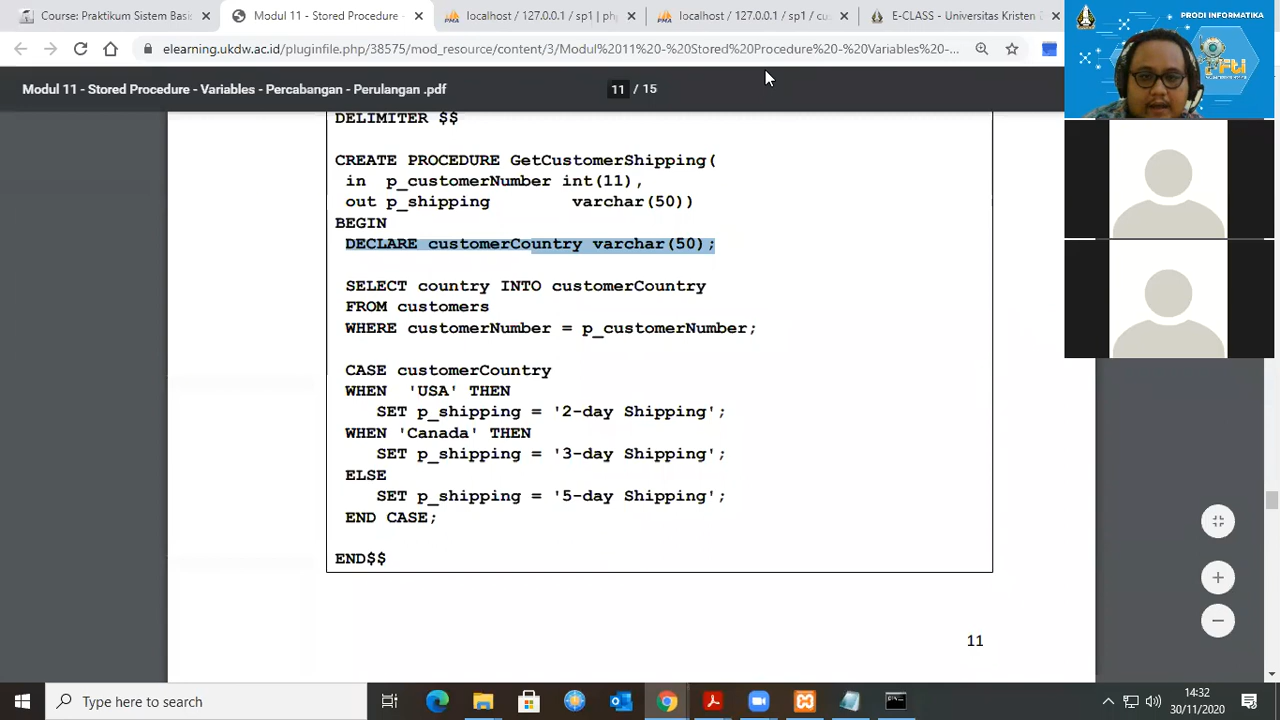 Course: Praktikum Sistem Basis
Modul 11 - Stored Procedure -
localhost / 127.0.0.1 / sp1 | ph
localhost / 127.0.0.1 / sp1 / cus
E-CLASS - Universitas Kristen D
elearning.ukdw.ac.id/pluginfile.php/38575/mod_resource/content/3/Modul%2011%20-%20Stored%20Procedure%20-%20Variables%20-...
PRODI INFORMATIKA
fti
Modul 11 - Stored Procedure - Variables - Percabangan - Perulangan .pdf
11 / 15
DELIMITER $$
CREATE PROCEDURE GetCustomerShipping(
in p_customerNumber int(11),
out p_shipping varchar(50))
BEGIN
DECLARE customerCountry varchar(50);
SELECT country INTO customerCountry
FROM customers
WHERE customerNumber = p_customerNumber;
CASE customerCountry
WHEN 'USA' THEN
SET p_shipping = '2-day Shipping';
WHEN 'Canada' THEN
SET p_shipping = '3-day Shipping';
ELSE
SET p_shipping = '5-day Shipping';
END CASE;
END$$
11
Type here to search
14:32
30/11/2020